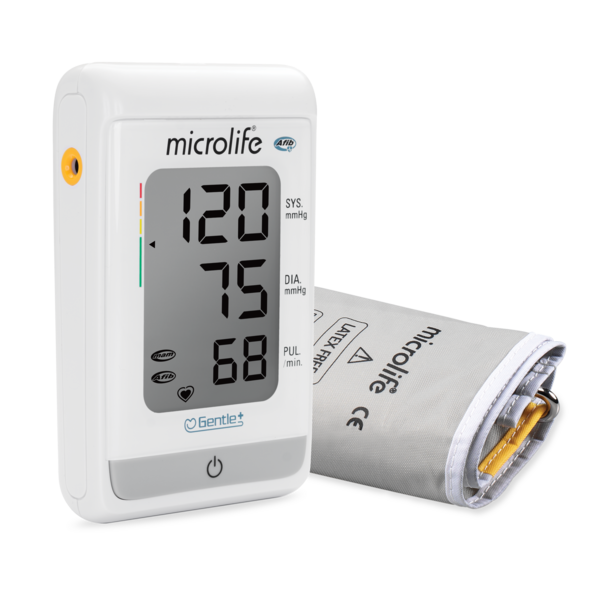 microlife®
Afib
120
SYS.
mmHg
75
DIA.
mmHg
mam
Afib
68
PUL.
/min.
Gentle+
microlife®
LATEX FREE
CE